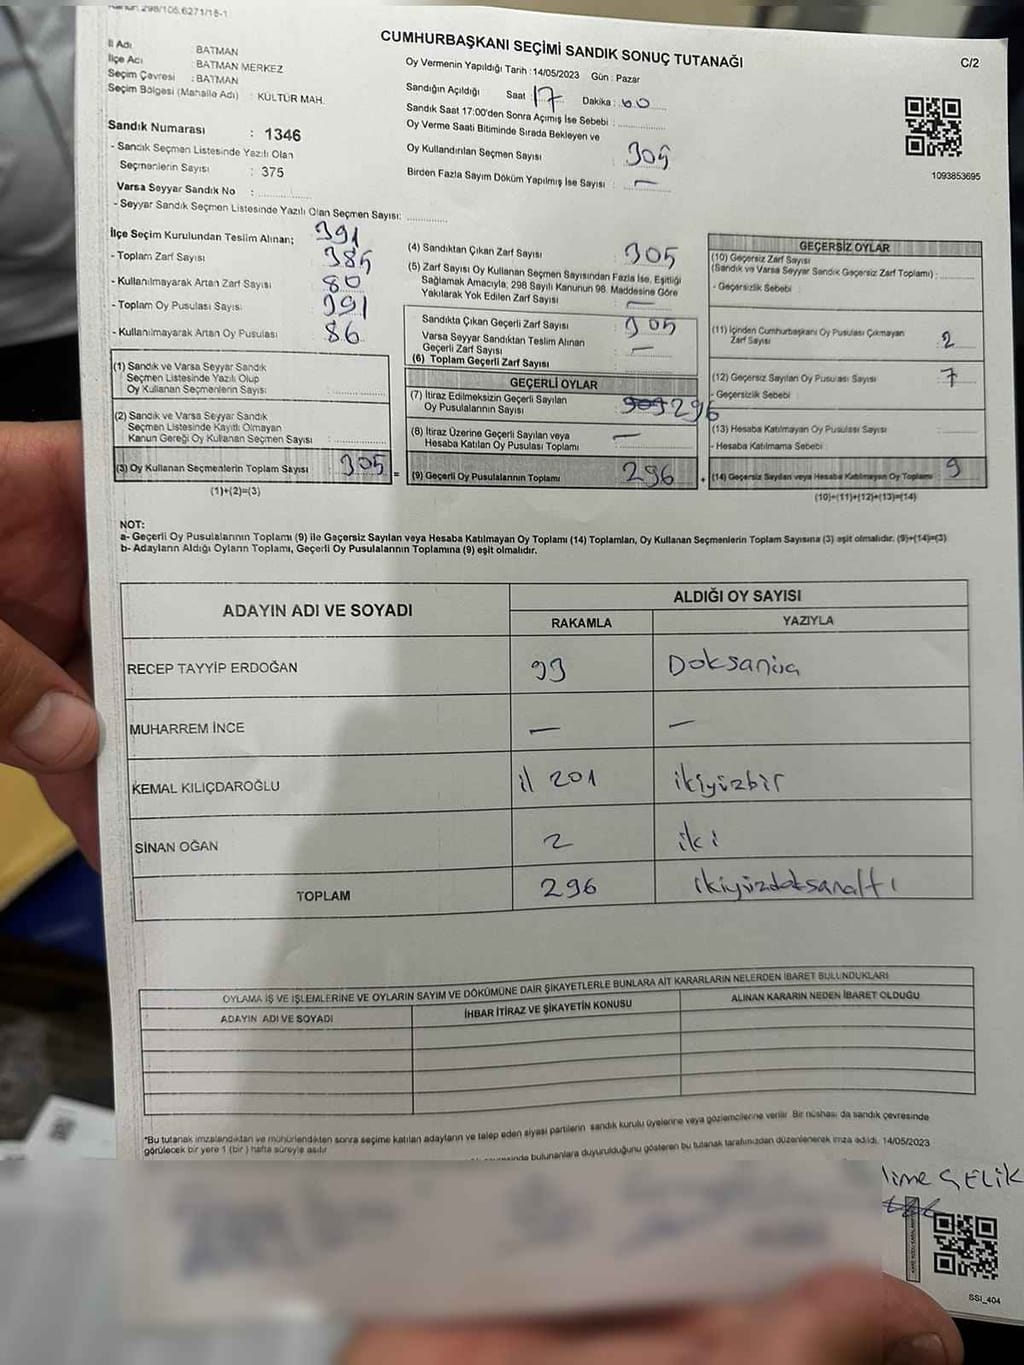 Kanun:298/105.6271/18-1
CUMHURBAŞKANI SEÇİMİ SANDIK SONUÇ TUTANAĞI
C/2
İl Adı : BATMAN
İlçe Adı : BATMAN MERKEZ
Seçim Çevresi : BATMAN
Seçim Bölgesi (Mahalle Adı) : KÜLTÜR MAH.
Sandık Numarası : 1346
- Sandık Seçmen Listesinde Yazılı Olan
Seçmenlerin Sayısı : 375
Varsa Seyyar Sandık No :
- Seyyar Sandık Seçmen Listesinde Yazılı Olan Seçmen Sayısı:
Oy Vermenin Yapıldığı Tarih : 14/05/2023 Gün : Pazar
Sandığın Açıldığı Saat : 17 Dakika : 00
Sandık Saat 17:00'den Sonra Açımış İse Sebebi :
Oy Verme Saati Bitiminde Sırada Bekleyen ve
Oy Kullandırılan Seçmen Sayısı : 305
Birden Fazla Sayım Döküm Yapılmış İse Sayısı : —
1093853695
İlçe Seçim Kurulundan Teslim Alınan; 391
- Toplam Zarf Sayısı 385
- Kullanılmayarak Artan Zarf Sayısı : 80
- Toplam Oy Pusulası Sayısı : 391
- Kullanılmayarak Artan Oy Pusulası : 86
(1) Sandık ve Varsa Seyyar Sandık
Seçmen Listesinde Yazılı Olup
Oy Kullanan Seçmenlerin Sayısı :
(2) Sandık ve Varsa Seyyar Sandık
Seçmen Listesinde Kayıtlı Olmayan
Kanun Gereği Oy Kullanan Seçmen Sayısı :
(3) Oy Kullanan Seçmenlerin Toplam Sayısı 305 =
(1)+(2)=(3)
(4) Sandıktan Çıkan Zarf Sayısı : 305
(5) Zarf Sayısı Oy Kullanan Seçmen Sayısından Fazla İse, Eşitliği
Sağlamak Amacıyla, 298 Sayılı Kanunun 98. Maddesine Göre
Yakılarak Yok Edilen Zarf Sayısı : —
Sandıkta Çıkan Geçerli Zarf Sayısı : 305
Varsa Seyyar Sandıktan Teslim Alınan
Geçerli Zarf Sayısı : —
(6) Toplam Geçerli Zarf Sayısı
GEÇERLİ OYLAR
(7) İtiraz Edilmeksizin Geçerli Sayılan
Oy Pusulalarının Sayısı : 296
(8) İtiraz Üzerine Geçerli Sayılan veya
Hesaba Katılan Oy Pusulası Toplamı : —
(9) Geçerli Oy Pusulalarının Toplamı : 296 +
GEÇERSİZ OYLAR
(10) Geçersiz Zarf Sayısı
(Sandık ve Varsa Seyyar Sandık Geçersiz Zarf Toplamı) :
- Geçersizlik Sebebi :
(11) İçinden Cumhurbaşkanı Oy Pusulası Çıkmayan
Zarf Sayısı : 2
(12) Geçersiz Sayılan Oy Pusulası Sayısı : 7
- Geçersizlik Sebebi :
(13) Hesaba Katılmayan Oy Pusulası Sayısı :
- Hesaba Katılmama Sebebi :
(14) Geçersiz Sayılan veya Hesaba Katılmayan Oy Toplamı : 9
(10)+(11)+(12)+(13)=(14)
NOT:
a- Geçerli Oy Pusulalarının Toplamı (9) ile Geçersiz Sayılan veya Hesaba Katılmayan Oy Toplamı (14) Toplamları, Oy Kullanan Seçmenlerin Toplam Sayısına (3) eşit olmalıdır. (9)+(14)=(3)
b- Adayların Aldığı Oyların Toplamı, Geçerli Oy Pusulalarının Toplamına (9) eşit olmalıdır.
ADAYIN ADI VE SOYADI ALDIĞI OY SAYISI
RAKAMLA YAZIYLA
RECEP TAYYİP ERDOĞAN 93 Doksanüç
MUHARREM İNCE — —
KEMAL KILIÇDAROĞLU 201 ikiyüzbir
SİNAN OĞAN 2 iki
TOPLAM 296 ikiyüzdoksanaltı
OYLAMA İŞ VE İŞLEMLERİNE VE OYLARIN SAYIM VE DÖKÜMÜNE DAİR ŞİKAYETLERLE BUNLARA AİT KARARLARIN NELERDEN İBARET BULUNDUKLARI
ADAYIN ADI VE SOYADI İHBAR İTİRAZ VE ŞİKAYETİN KONUSU ALINAN KARARIN NEDEN İBARET OLDUĞU
*Bu tutanak imzalandıktan ve mühürlendikten sonra seçime katılan adayların ve talep eden siyasi partilerin sandık kurulu üyelerine veya gözlemcilerine verilir. Bir nüshası da sandık çevresinde
görülecek bir yere 1 (bir) hafta süreyle asılır
bulunanlara duyurulduğunu gösteren bu tutanak tarafımızdan düzenlenerek imza edildi. 14/05/2023
ÇELİK
SSI_404